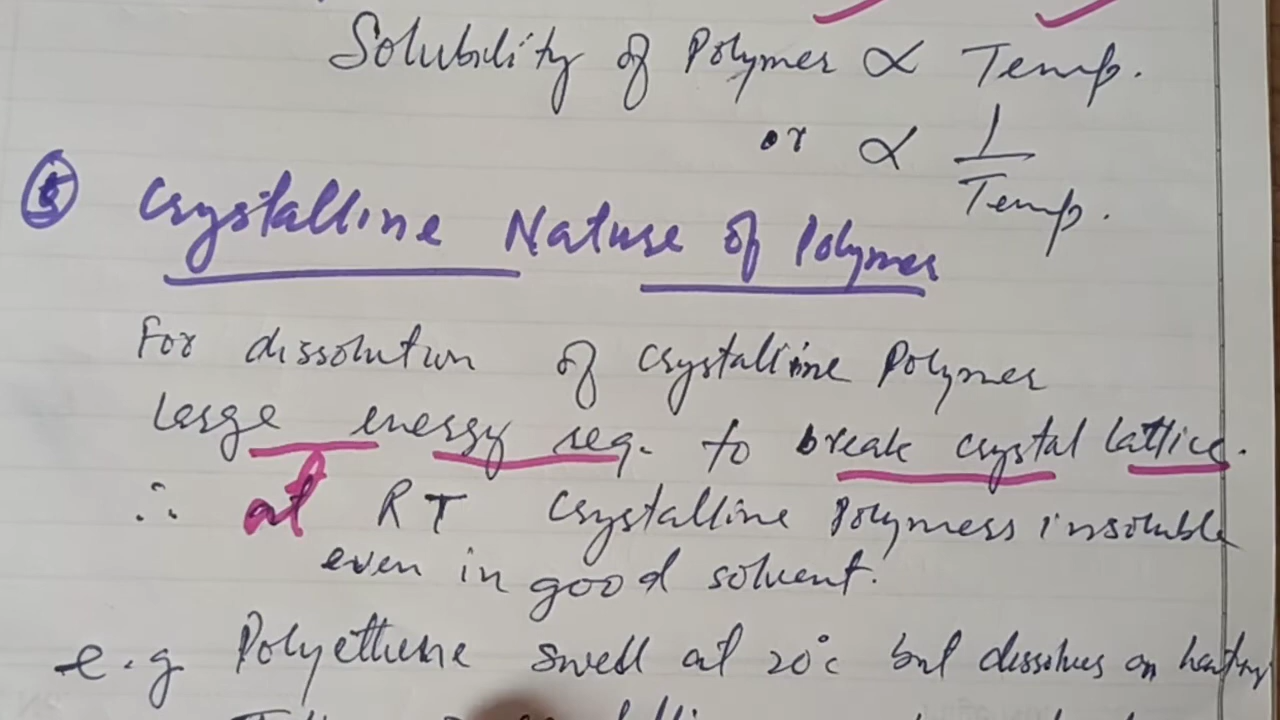 Solubility of Polymer ∝ Temp.
or ∝ 1/Temp.
⑤ Crystalline Nature of Polymer
For dissolution of crystalline Polymer
Large energy req. to break crystal lattice.
∴ at RT crystalline Polymers insoluble
even in good solvent.
e.g. Polyethene swell at 20°c but dissolves on heating